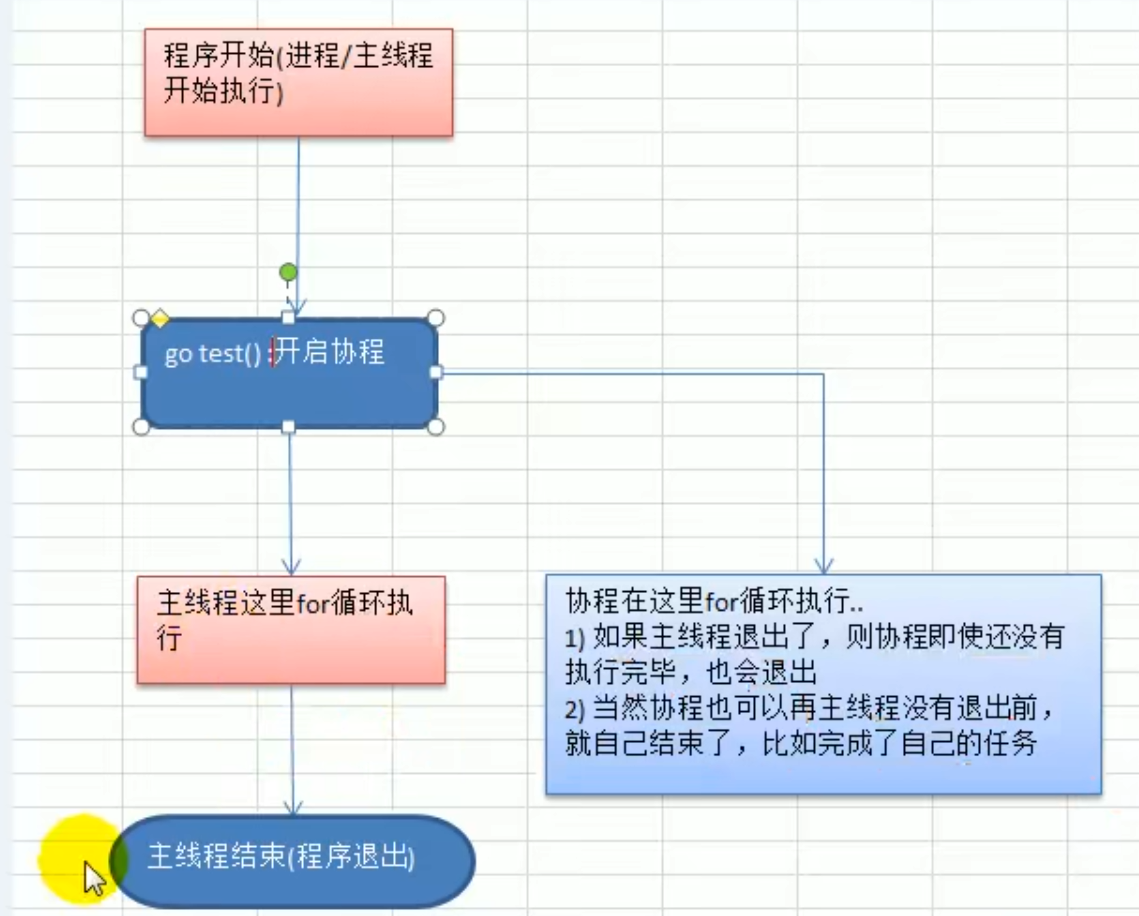 程序开始(进程/主线程
开始执行)
go test() :开启协程
主线程这里for循环执
行
协程在这里for循环执行..
1) 如果主线程退出了，则协程即使还没有
执行完毕，也会退出
2) 当然协程也可以再主线程没有退出前，
就自己结束了，比如完成了自己的任务
主线程结束(程序退出)